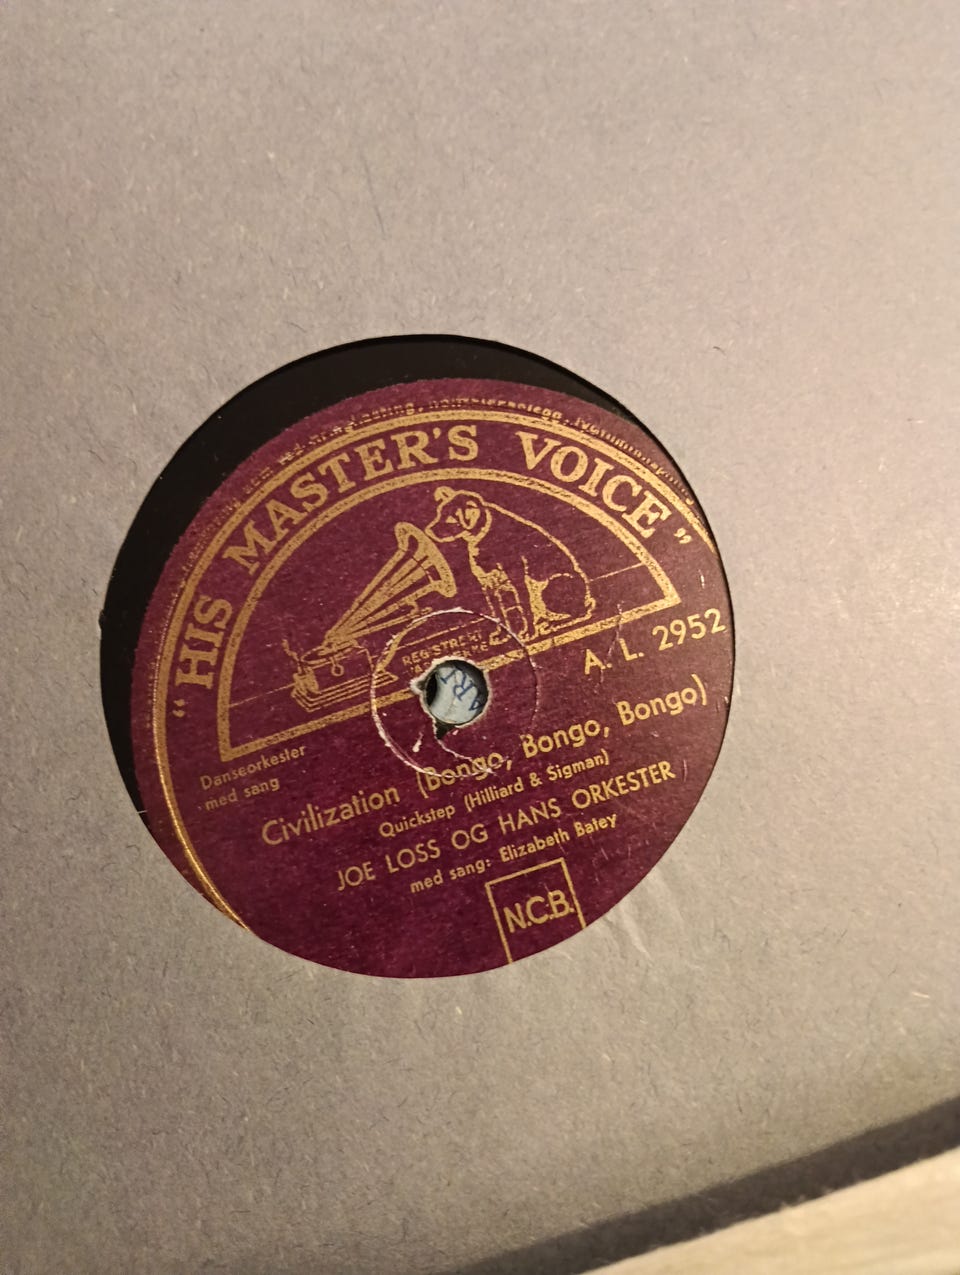 "HIS MASTER'S VOICE"
A. L. 2952
Danseorkester
med sang
Civilization (Bongo, Bongo, Bongo)
Quickstep (Hilliard & Sigman)
JOE LOSS OG HANS ORKESTER
med sang: Elizabeth Batey
N.C.B.